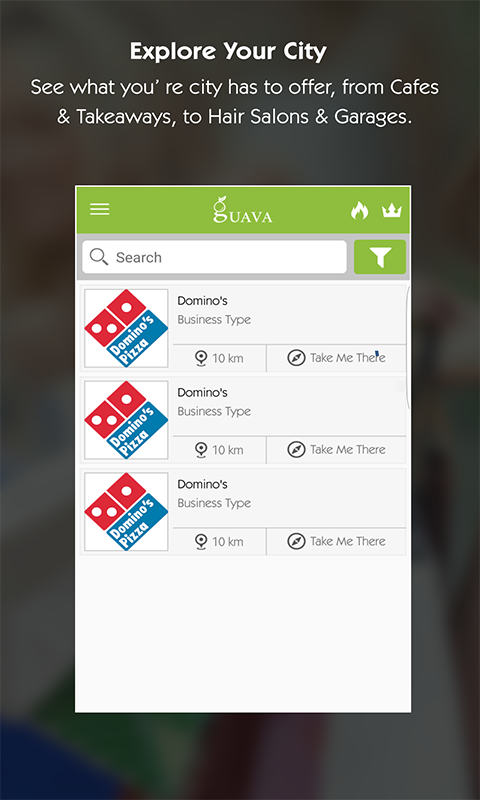 Explore Your City
See what you' re city has to offer, from Cafes
& Takeaways, to Hair Salons & Garages.
guava
Search
Domino's
Business Type
Domino's
Pizza
10 km Take Me There
Domino's
Business Type
Domino's
Pizza
10 km Take Me There
Domino's
Business Type
Domino's
Pizza
10 km Take Me There